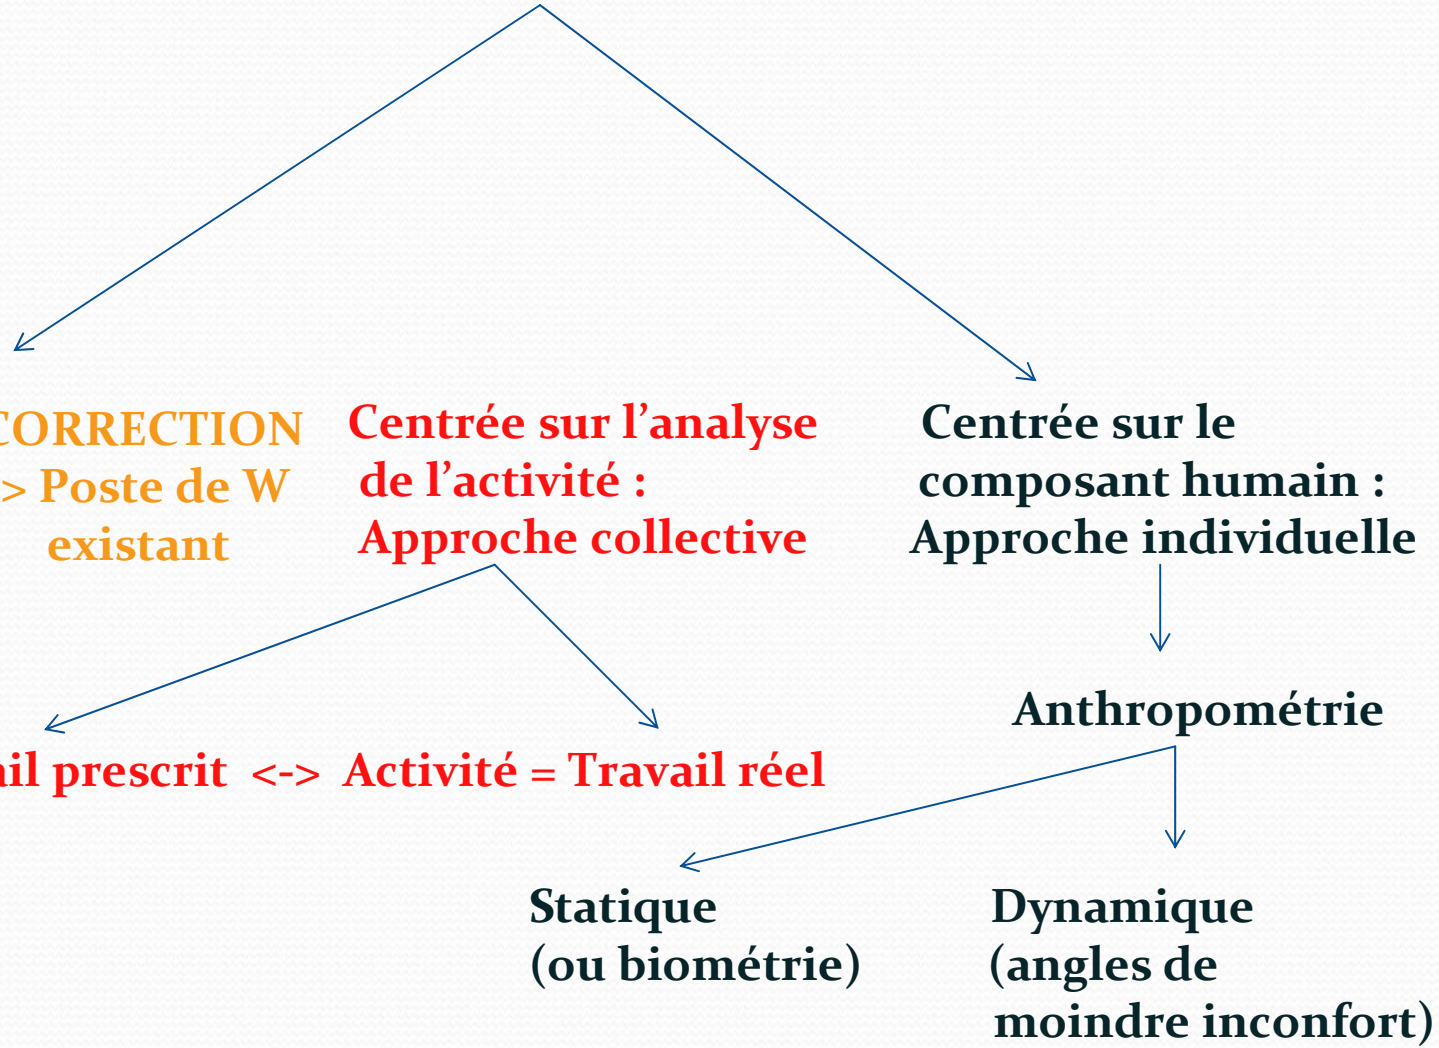 CORRECTION
> Poste de W
existant
Centrée sur l’analyse
de l’activité :
Approche collective
Centrée sur le
composant humain :
Approche individuelle
Anthropométrie
prescrit <-> Activité = Travail réel
Statique
(ou biométrie)
Dynamique
(angles de
moindre inconfort)